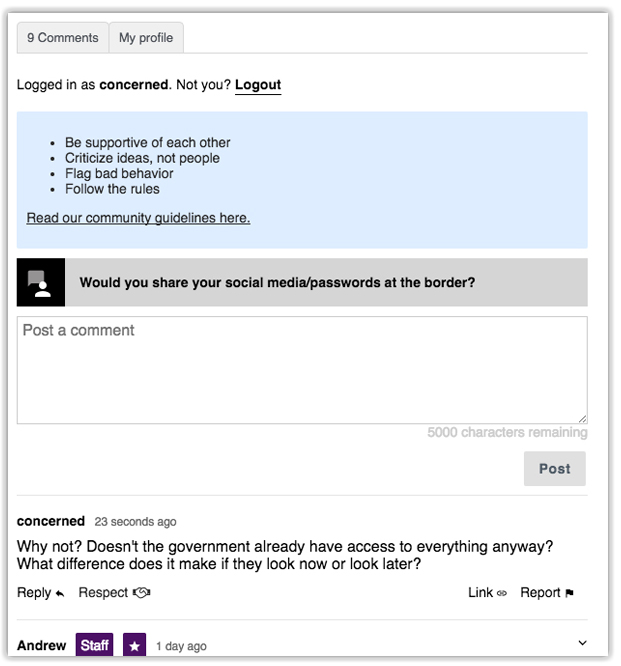 9 Comments
My profile
Logged in as concerned. Not you? Logout
Be supportive of each other
Criticize ideas, not people
Flag bad behavior
Follow the rules
Read our community guidelines here.
Would you share your social media/passwords at the border?
Post a comment
5000 characters remaining
Post
concerned 23 seconds ago
Why not? Doesn't the government already have access to everything anyway?
What difference does it make if they look now or look later?
Reply Respect Link Report
Andrew Staff 1 day ago